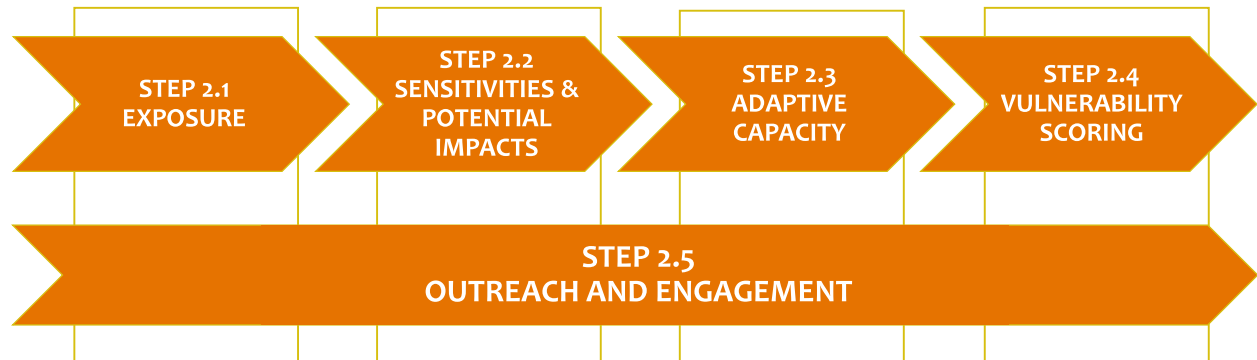 STEP 2.1
EXPOSURE
STEP 2.2
SENSITIVITIES &
POTENTIAL
IMPACTS
STEP 2.3
ADAPTIVE
CAPACITY
STEP 2.4
VULNERABILITY
SCORING
STEP 2.5
OUTREACH AND ENGAGEMENT